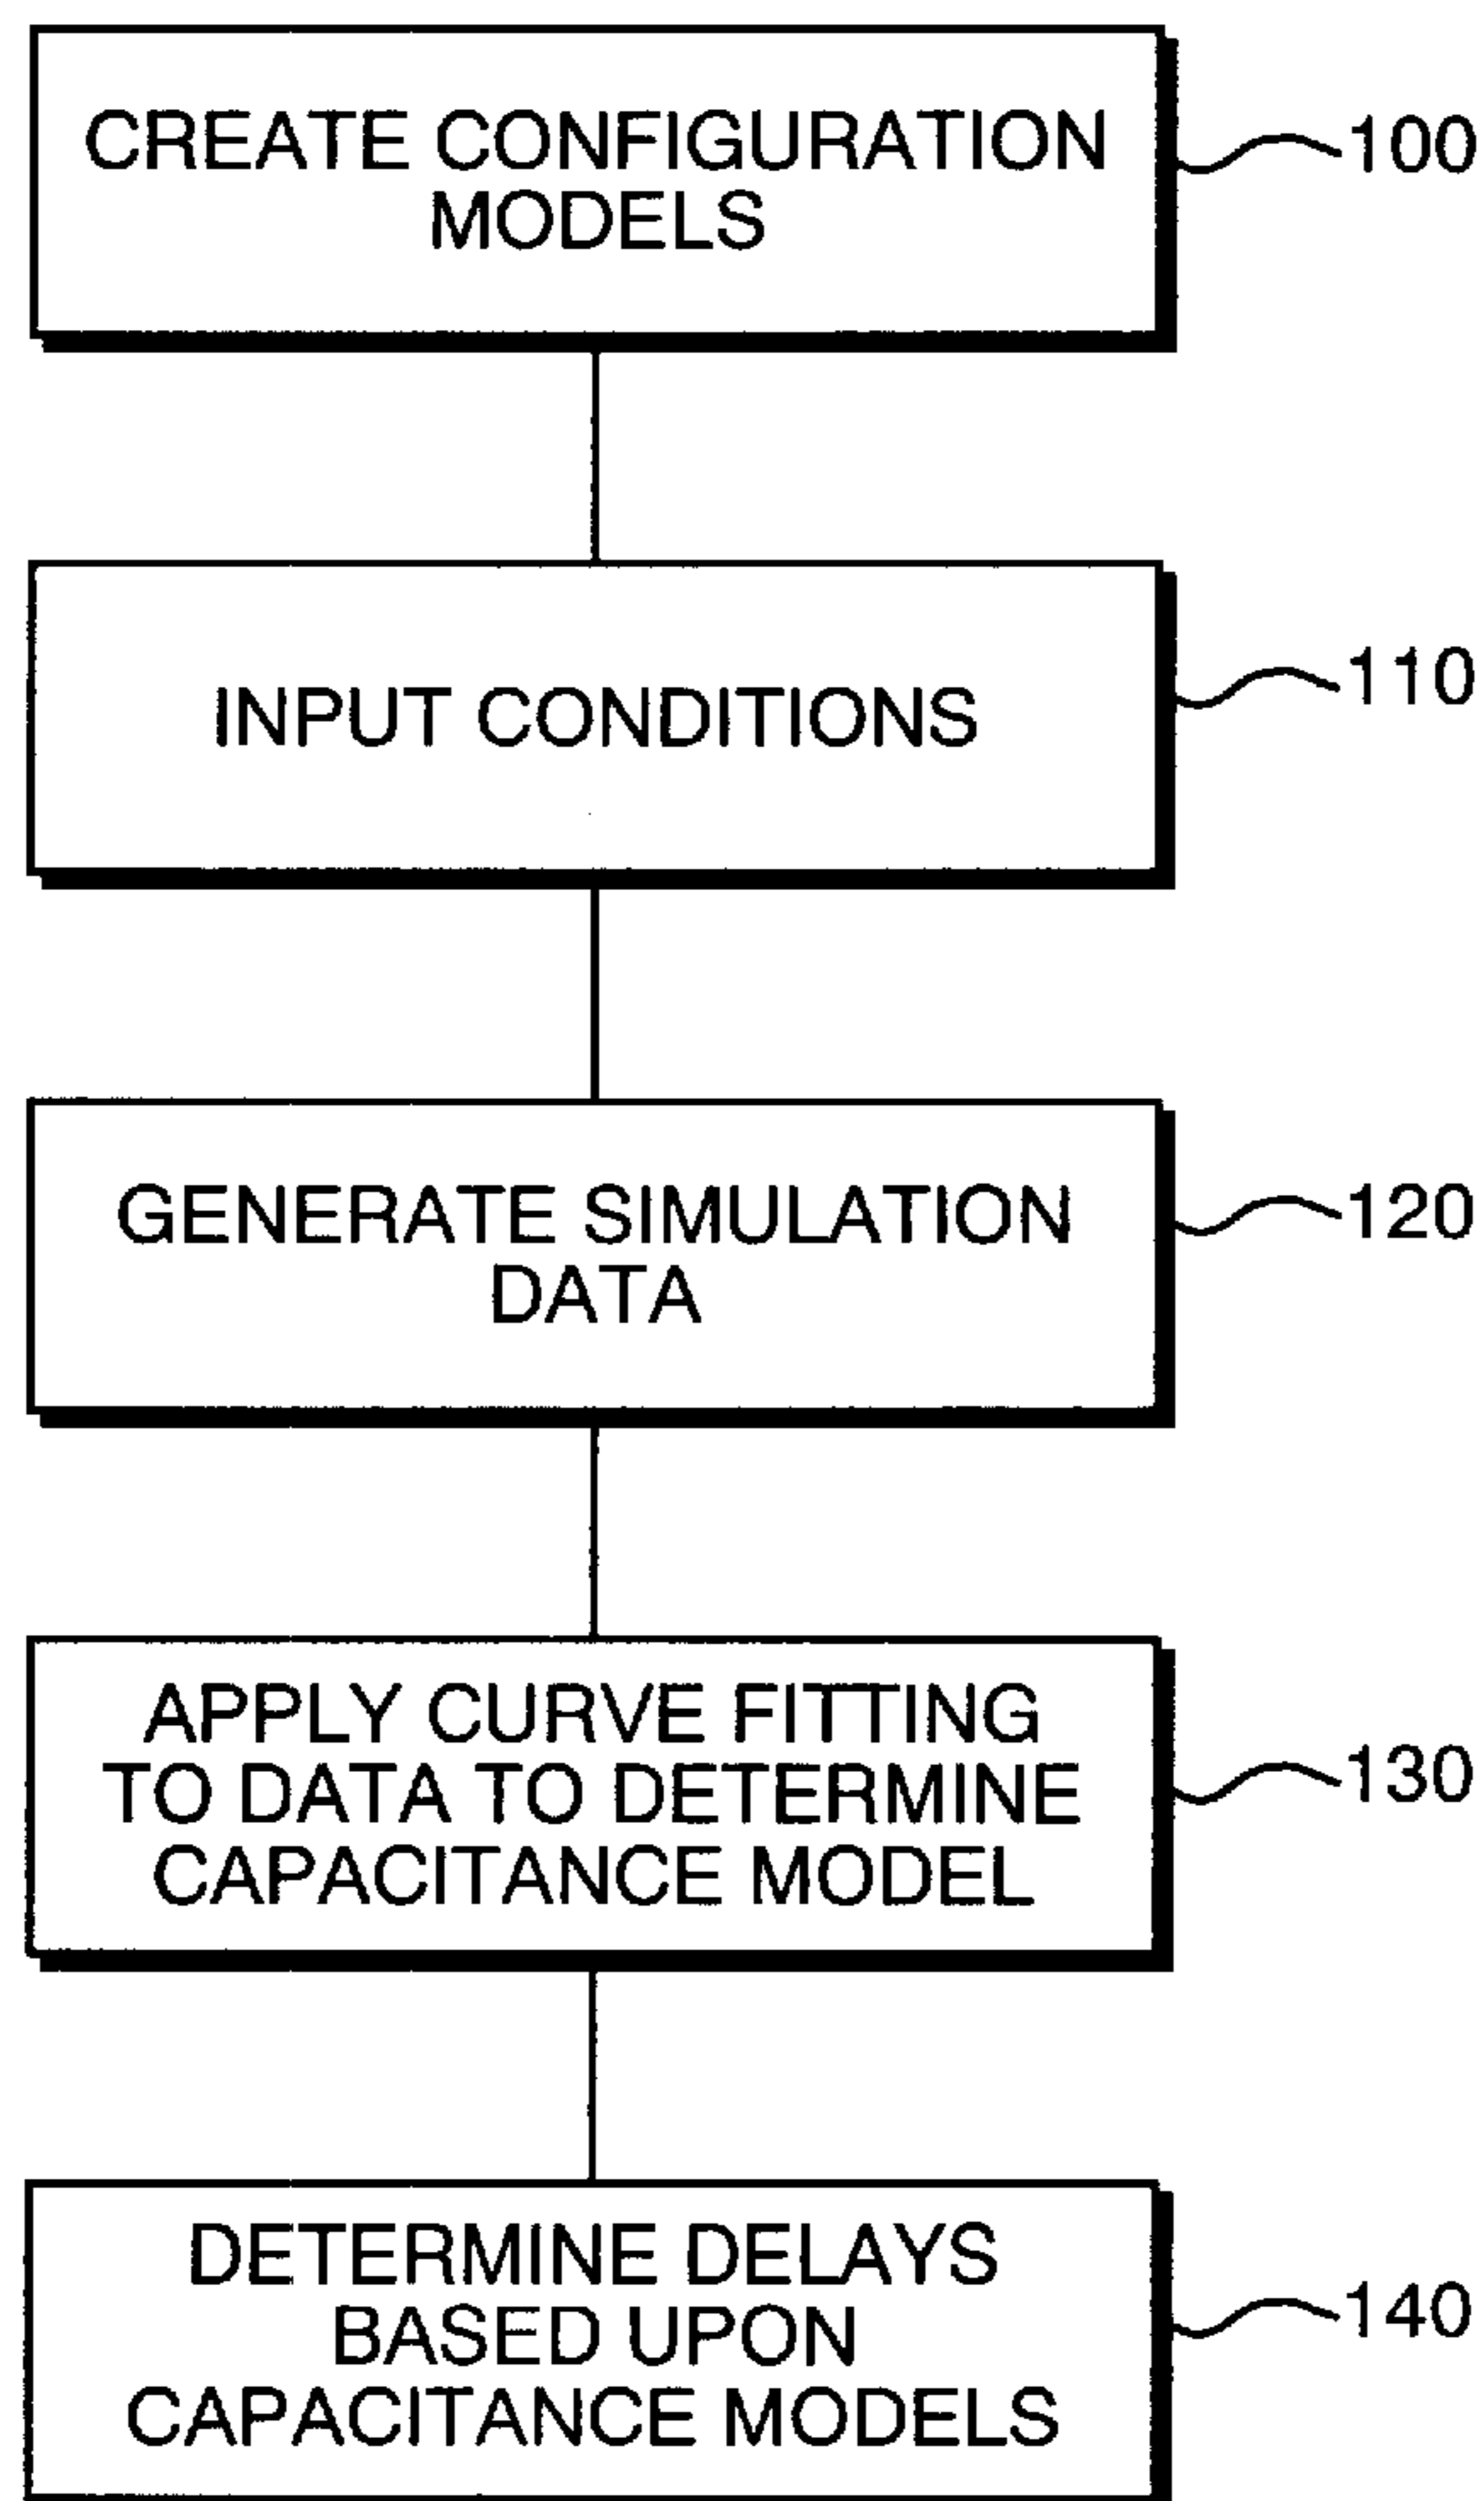 CREATE CONFIGURATION
MODELS
100
INPUT CONDITIONS
110
GENERATE SIMULATION
DATA
120
APPLY CURVE FITTING
TO DATA TO DETERMINE
CAPACITANCE MODEL
130
DETERMINE DELAYS
BASED UPON
CAPACITANCE MODELS
140